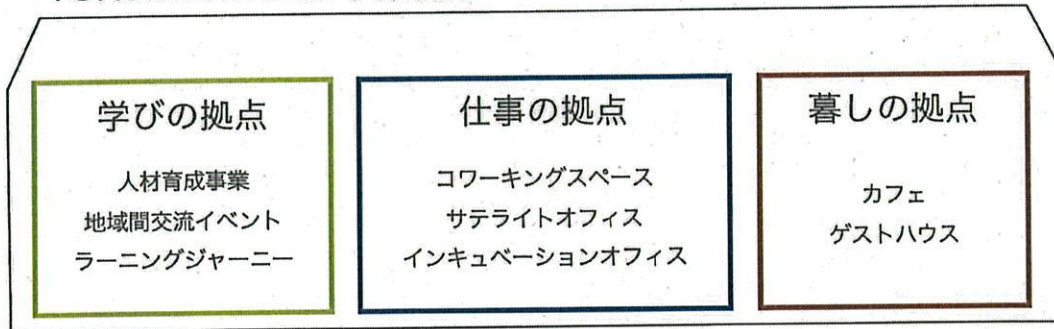 学びの拠点
人材育成事業
地域間交流イベント
ラーニングジャーニー
仕事の拠点
コワーキングスペース
サテライトオフィス
インキュベーションオフィス
暮しの拠点
カフェ
ゲストハウス